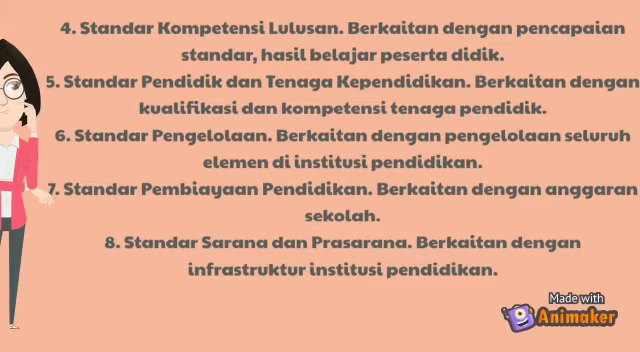 4. Standar Kompetensi Lulusan. Berkaitan dengan pencapaian
standar, hasil belajar peserta didik.
5. Standar Pendidik dan Tenaga Kependidikan. Berkaitan dengan
kualifikasi dan kompetensi tenaga pendidik.
6. Standar Pengelolaan. Berkaitan dengan pengelolaan seluruh
elemen di institusi pendidikan.
7. Standar Pembiayaan Pendidikan. Berkaitan dengan anggaran
sekolah.
8. Standar Sarana dan Prasarana. Berkaitan dengan
infrastruktur institusi pendidikan.
Made with
Animaker